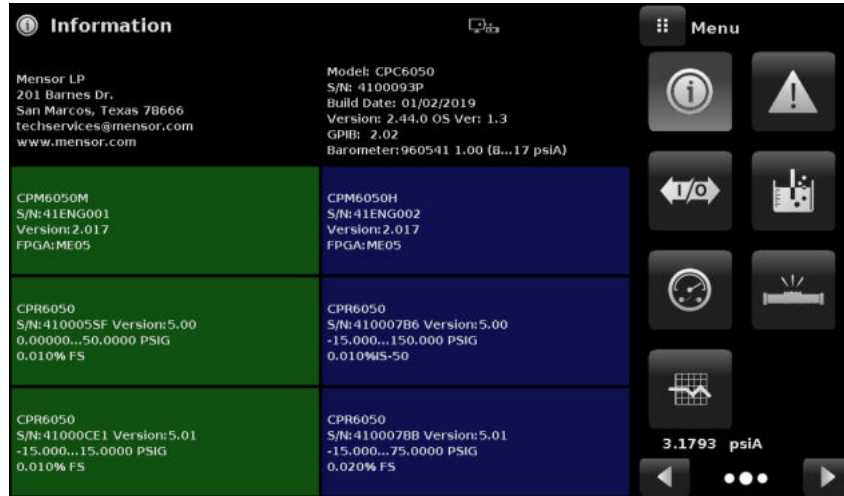 Information
Menu
Mensor LP
201 Barnes Dr.
San Marcos, Texas 78666
techservices@mensor.com
www.mensor.com
Model: CPC6050
S/N: 4100093P
Build Date: 01/02/2019
Version: 2.44.0 OS Ver: 1.3
GPIB: 2.02
Barometer:960541 1.00 (8...17 psiA)
CPM6050M
S/N:41ENG001
Version:2.017
FPGA:ME05
CPM6050H
S/N:41ENG002
Version:2.017
FPGA:ME05
CPR6050
S/N:410005SF Version:5.00
0.00000...50.0000 PSIG
0.010% FS
CPR6050
S/N:410007B6 Version:5.00
-15.000...150.000 PSIG
0.010%IS-50
CPR6050
S/N:41000CE1 Version:5.01
-15.000...15.0000 PSIG
0.010% FS
CPR6050
S/N:410007BB Version:5.01
-15.000...75.0000 PSIG
0.020% FS
I/O
3.1793 psiA